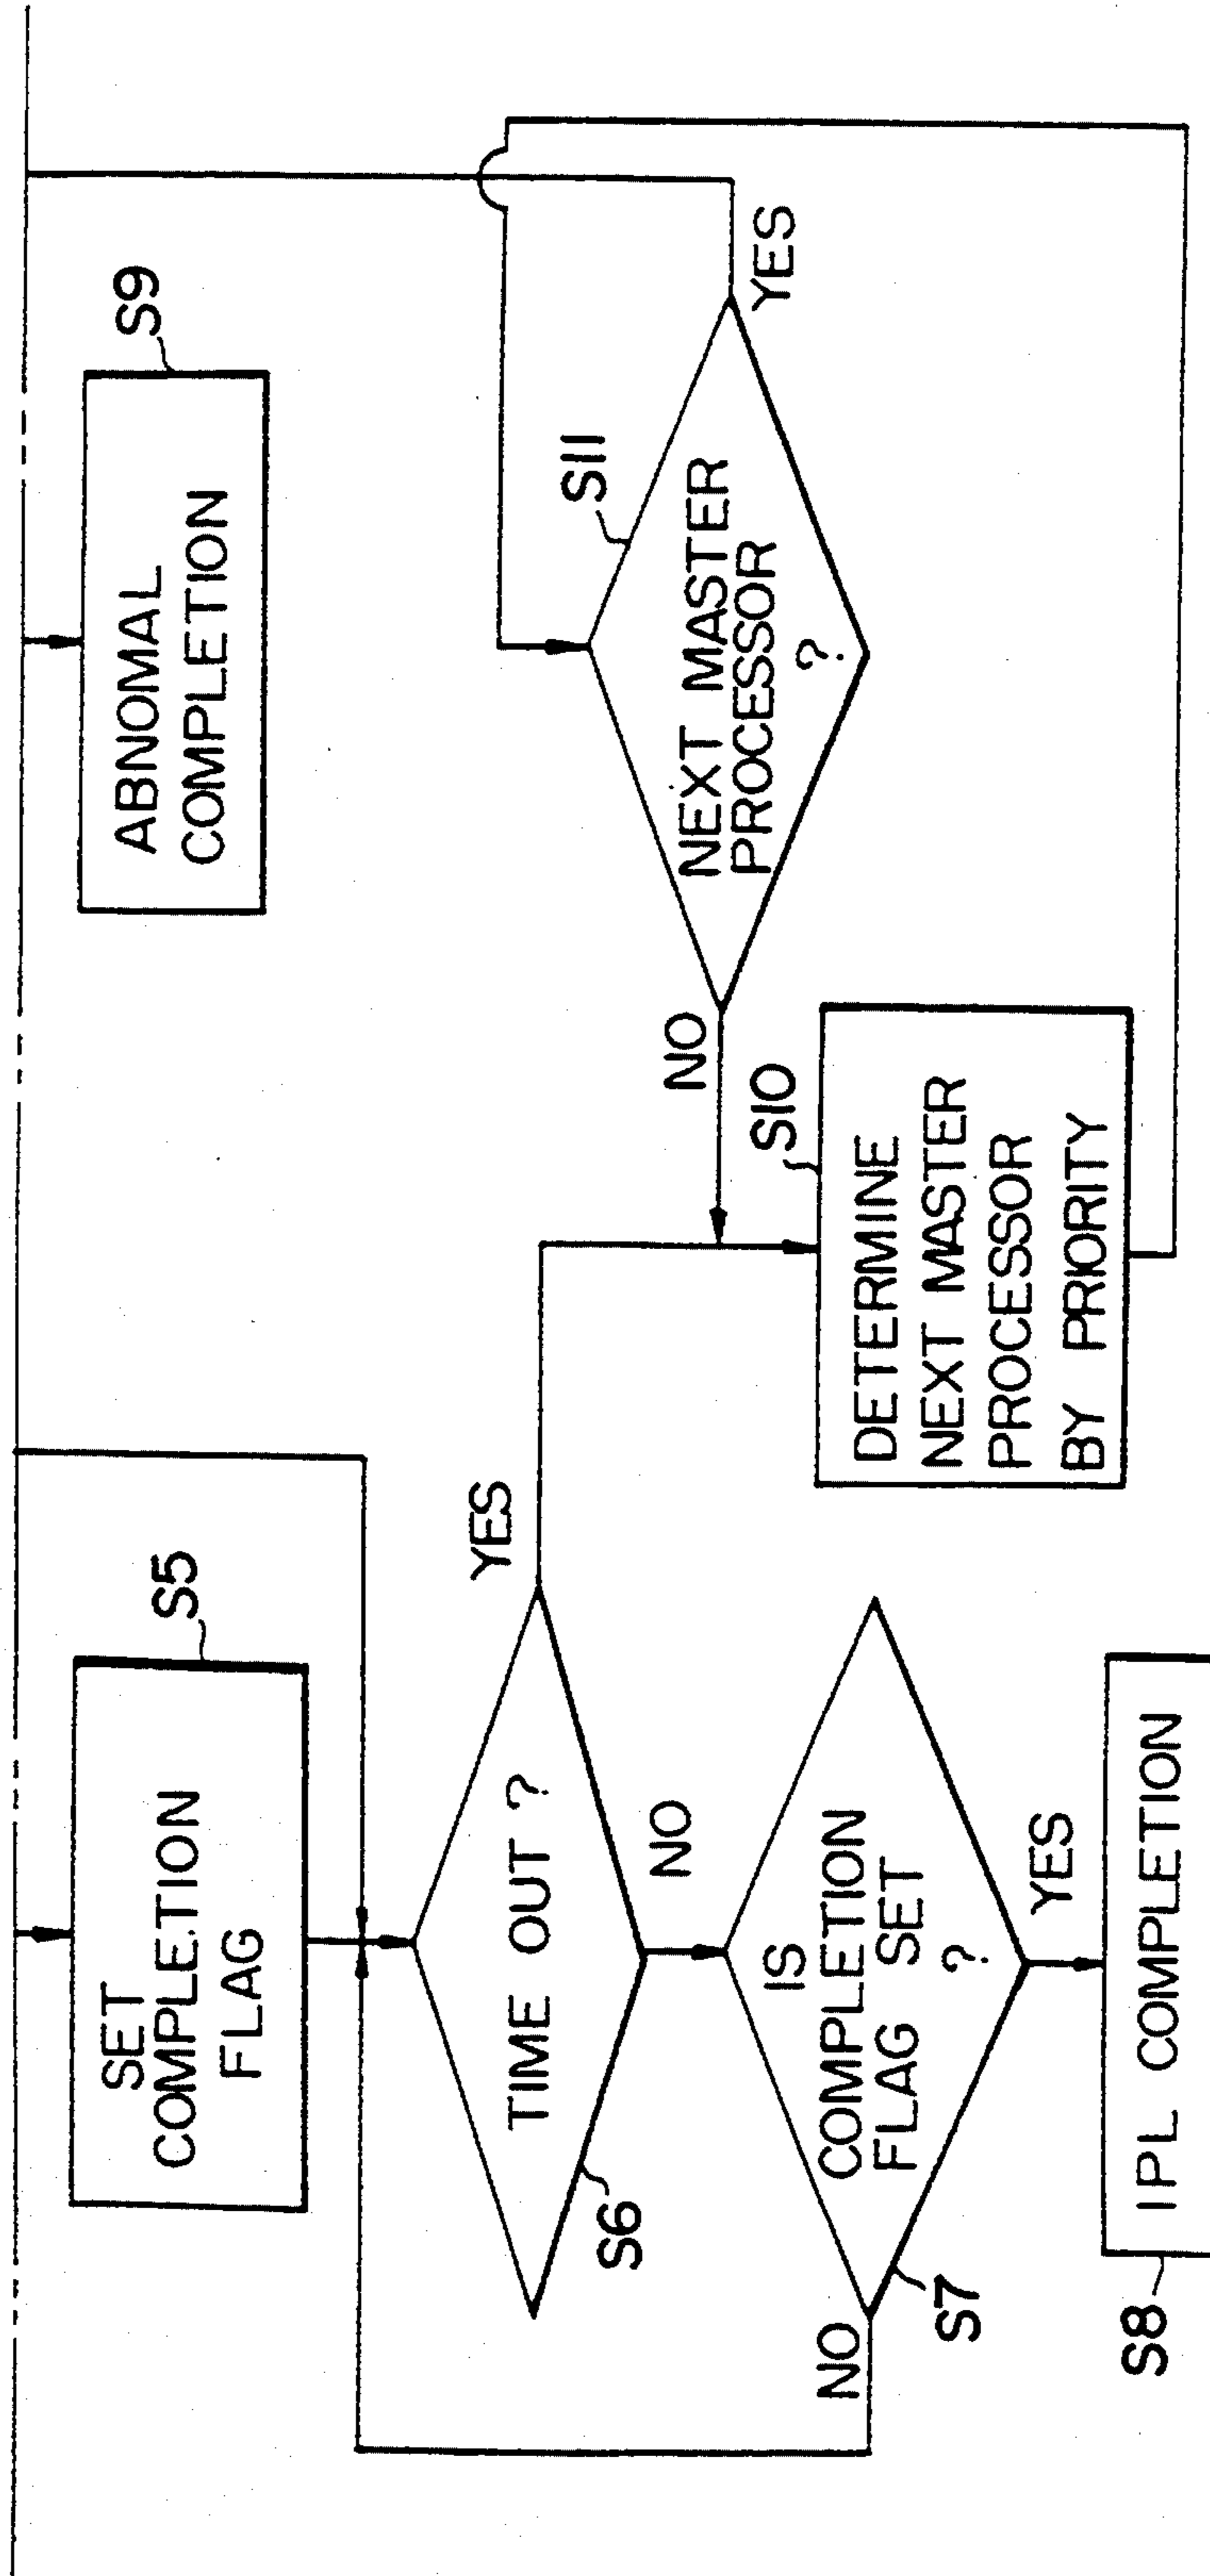 SET
COMPLETION
FLAG
S5
ABNOMAL
COMPLETION
S9
TIME OUT ?
S6
YES
NO
IS
COMPLETION
FLAG SET
?
S7
NO
YES
IPL COMPLETION
S8
NEXT MASTER
PROCESSOR
?
S11
YES
NO
S10
DETERMINE
NEXT MASTER
PROCESSOR
BY PRIORITY